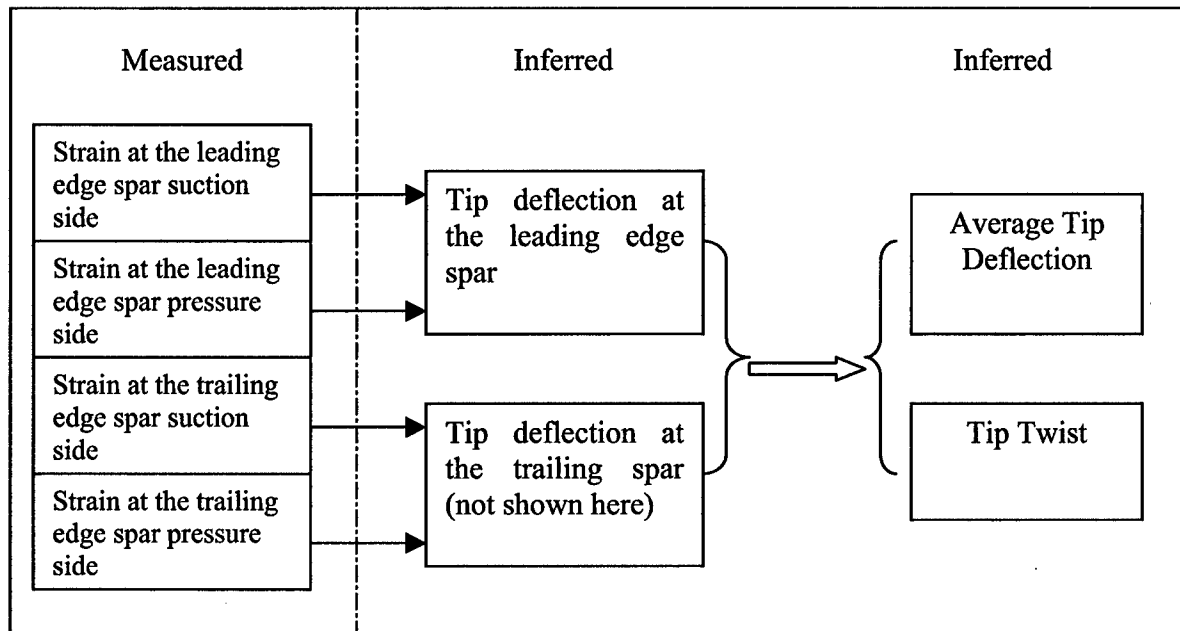 Measured
Inferred
Inferred
Strain at the leading
edge spar suction
side
Strain at the leading
edge spar pressure
side
Strain at the trailing
edge spar suction
side
Strain at the trailing
edge spar pressure
side
Tip deflection at
the leading edge
spar
Tip deflection at
the trailing spar
(not shown here)
Average Tip
Deflection
Tip Twist